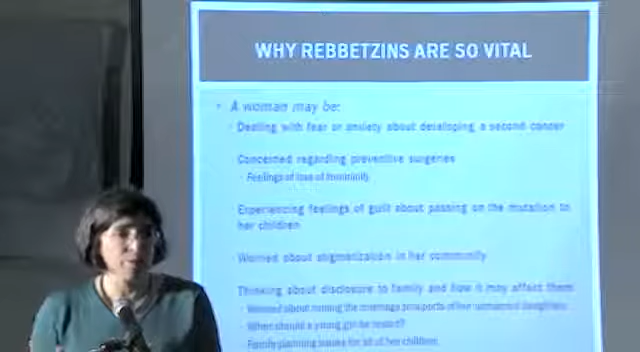 WHY REBBETZINS ARE SO VITAL
A woman may be:
Dealing with fear or anxiety about developing a second cancer
Concerned regarding preventive surgeries
Feelings of loss of femininity
Experiencing feelings of guilt about passing on the mutation to
her children
Worried about stigmatization in her community
Thinking about disclosure to family and how it may affect them
Worried about ruining the marriage prospects of her unmarried daughters
When should a young girl be tested?
Family planning issues for all of her children